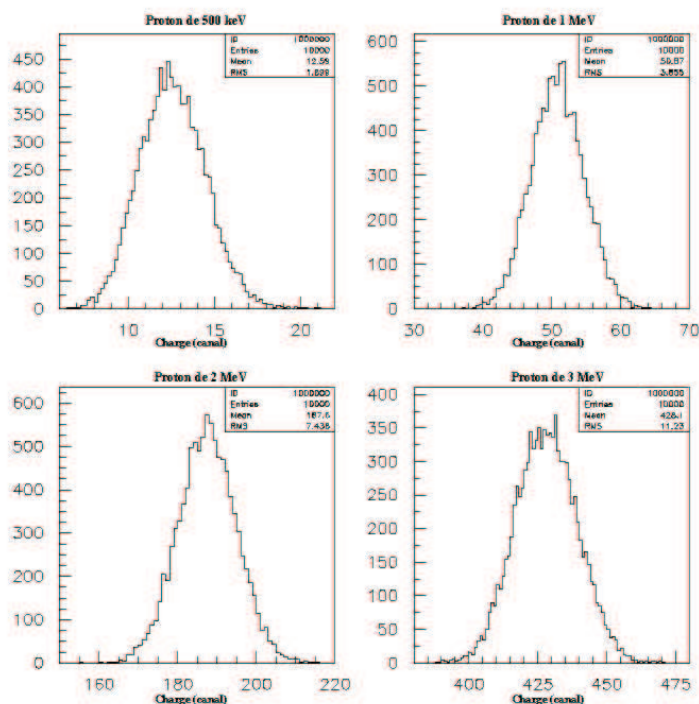 Proton de 500 keV
ID 1000000
Entries 10000
Mean 12.59
RMS
450
400
350
300
250
200
150
100
50
0
10 15 20
Charge (canal)
Proton de 1 MeV
ID 1000000
Entries 10000
Mean 50.87
RMS
600
500
400
300
200
100
0
30 40 50 60 70
Charge (canal)
Proton de 2 MeV
ID 1000000
Entries 10000
Mean 187.6
RMS 7.438
600
500
400
300
200
100
0
160 180 200 220
Charge (canal)
Proton de 3 MeV
ID 1000000
Entries 10000
Mean 428.1
RMS 11.23
400
350
300
250
200
150
100
50
0
400 425 450 475
Charge (canal)